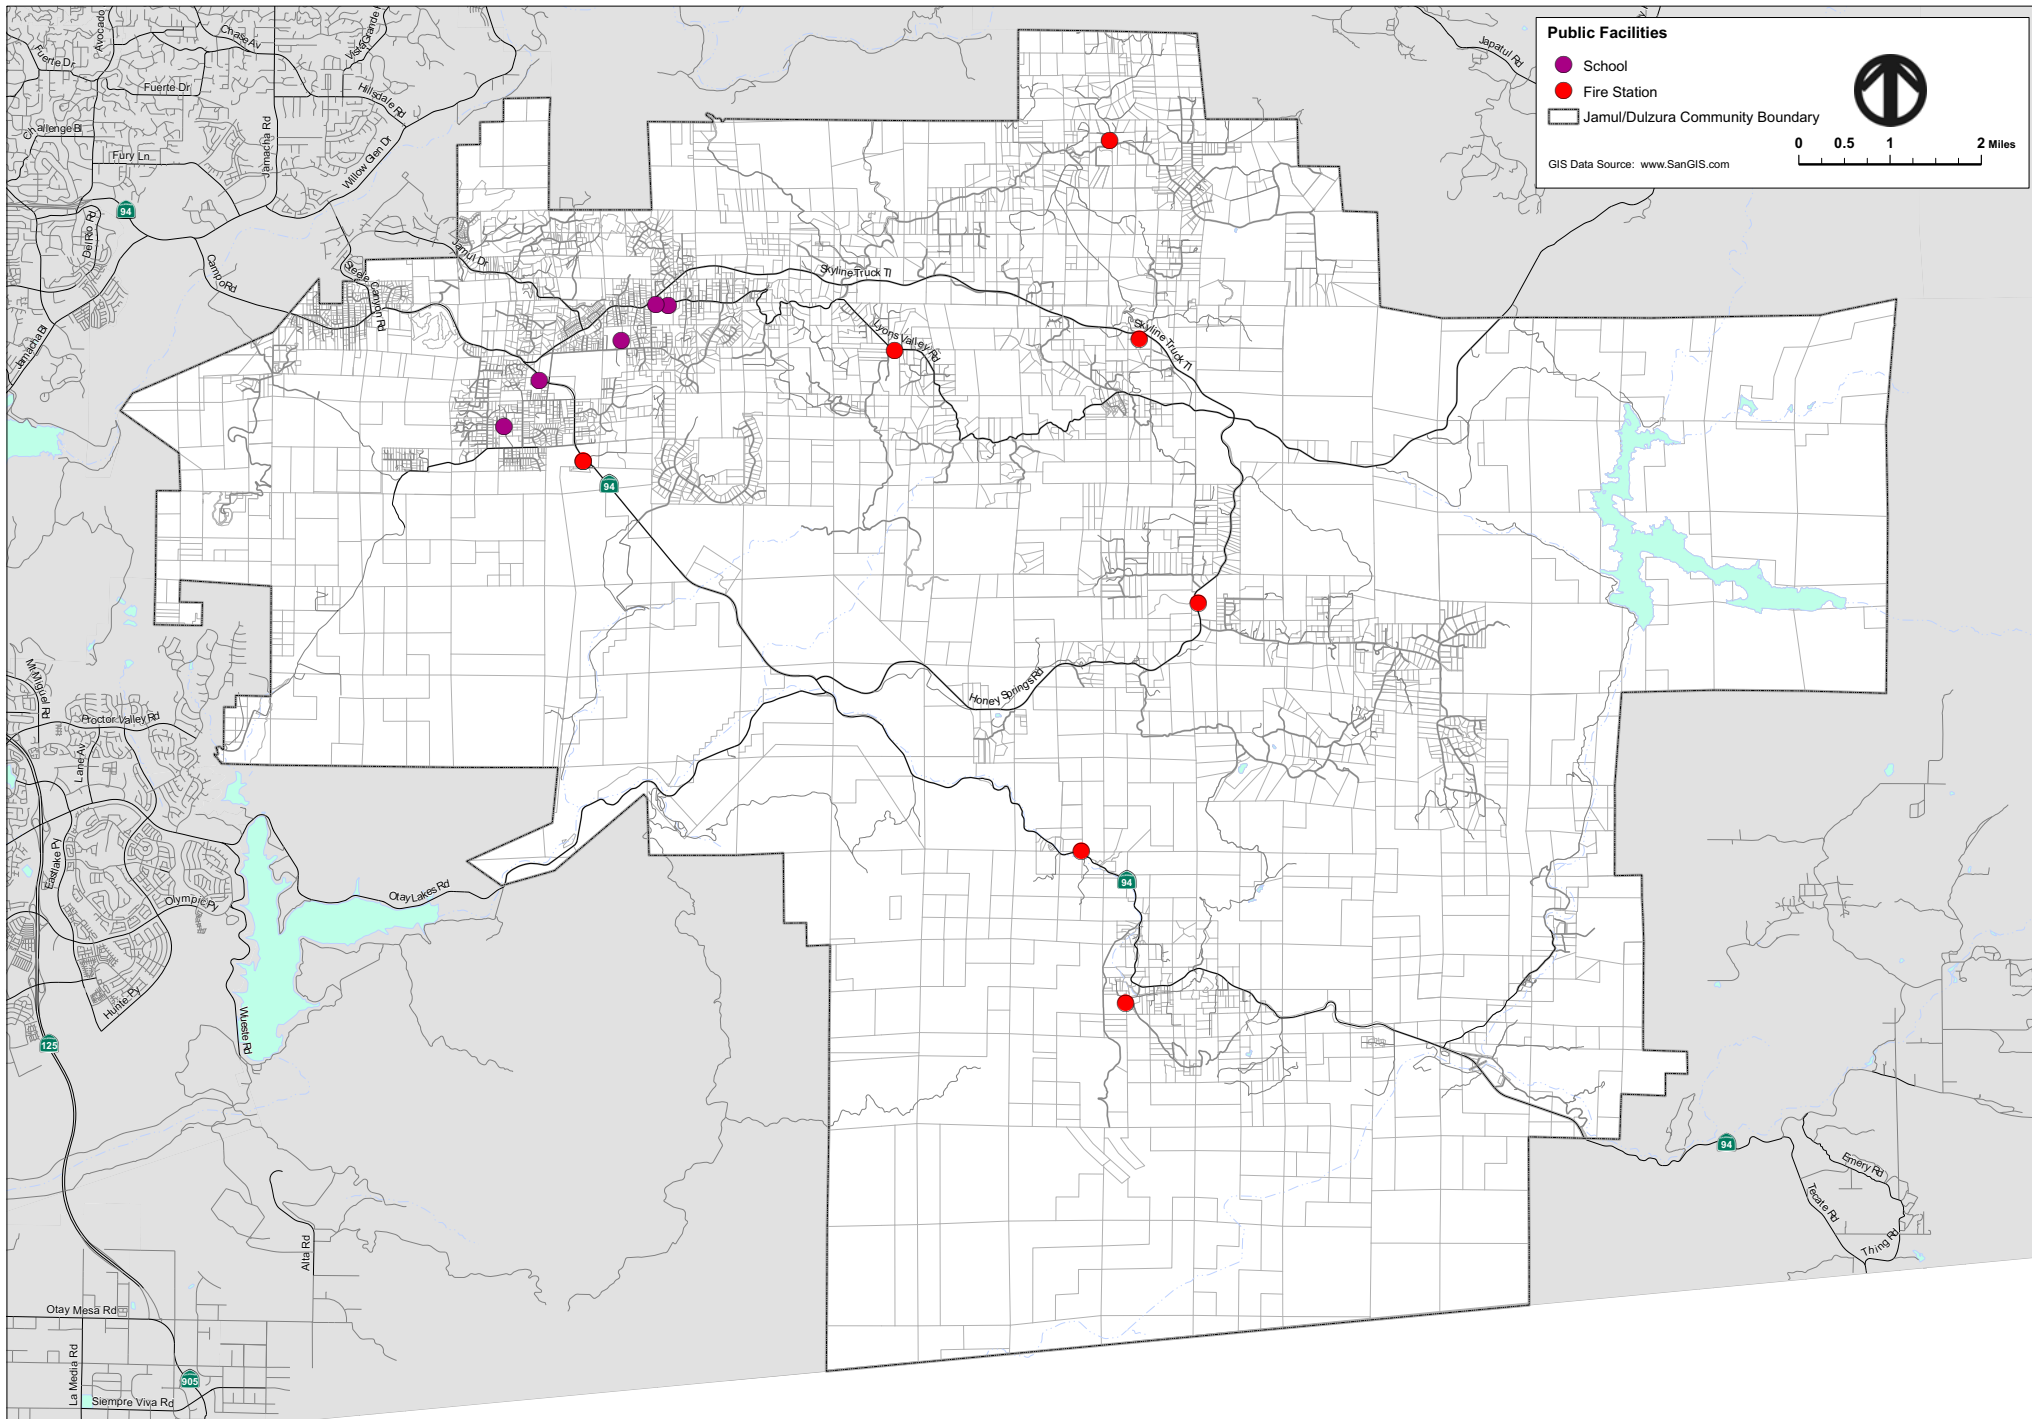 Public Facilities
School
Fire Station
Jamul/Dulzura Community Boundary
GIS Data Source: www.SanGIS.com
0 0.5 1 2 Miles
Japatul Rd
Avocado
Chase Av
Vista Grande
Fuerte Dr
Fuerte Dr
Hillsdale Rd
Challenge Bl
Fury Ln
Jamacha Rd
Willow Glen Dr
94
Del Rio Rd
Campo Rd
Steele Canyon Rd
Jamul Dr
Skyline Truck Tl
Jamacha Bl
Lyons Valley Rd
Skyline Truck Tl
94
Honey Springs Rd
Mt Miguel Rd
Proctor Valley Rd
Lane Av
Eastlake Py
Olympic Py
Otay Lakes Rd
94
Hunte Py
Wueste Rd
125
94
Emery Rd
Tecate Rd
Thing Rd
Alta Rd
Otay Mesa Rd
La Media Rd
905
Siempre Viva Rd